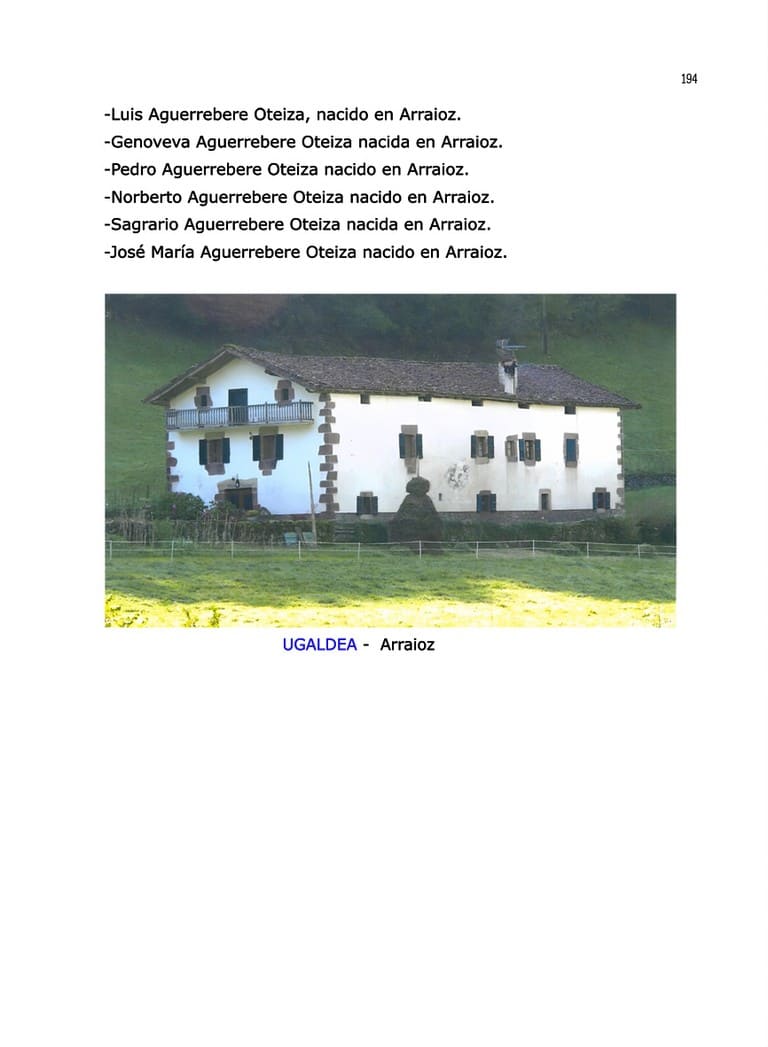 194
-Luis Aguerrebere Oteiza, nacido en Arraioz.
-Genoveva Aguerrebere Oteiza nacida en Arraioz.
-Pedro Aguerrebere Oteiza nacido en Arraioz.
-Norberto Aguerrebere Oteiza nacido en Arraioz.
-Sagrario Aguerrebere Oteiza nacida en Arraioz.
-José María Aguerrebere Oteiza nacido en Arraioz.
UGALDEA - Arraioz